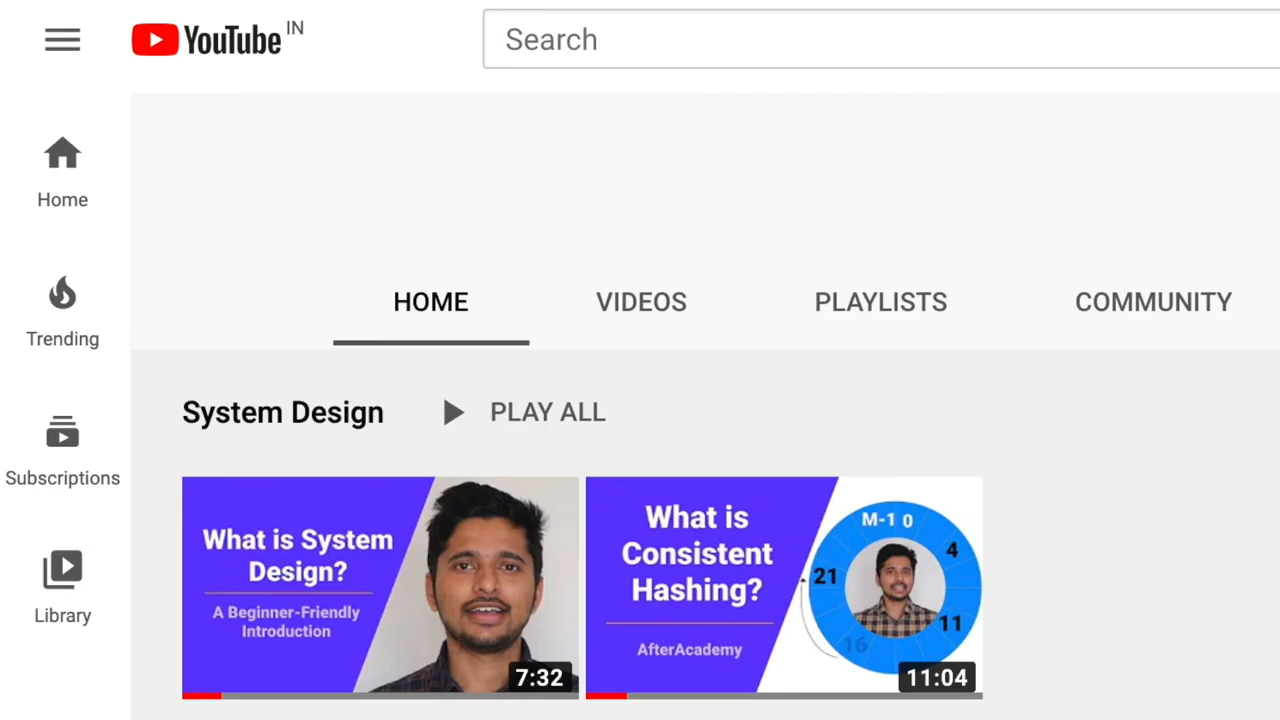 YouTube IN
Search
Home
Trending
Subscriptions
Library
HOME
VIDEOS
PLAYLISTS
COMMUNITY
System Design
PLAY ALL
What is System
Design?
A Beginner-Friendly
Introduction
7:32
What is
Consistent
Hashing?
AfterAcademy
M-1 0
4
21
11
16
11:04